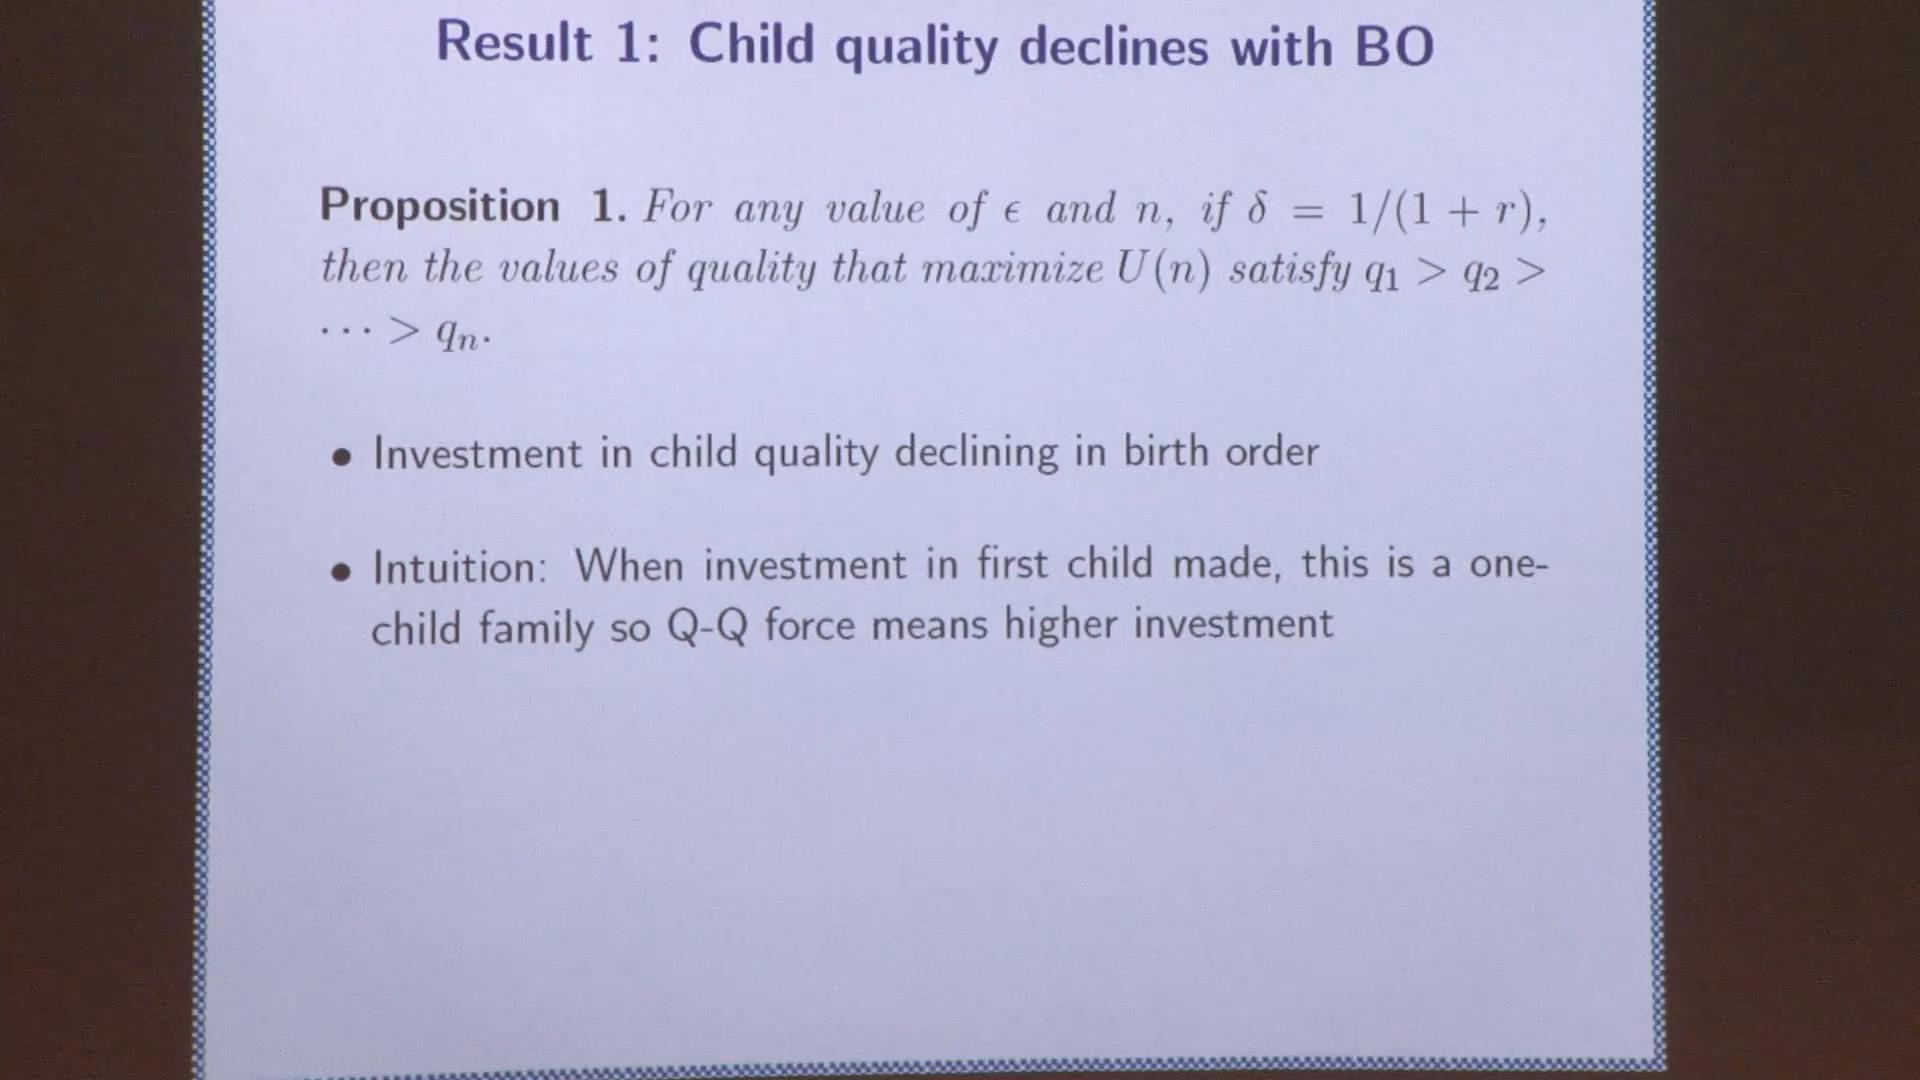 Result 1: Child quality declines with BO
Proposition 1. For any value of ϵ and n, if δ = 1/(1 + r),
then the values of quality that maximize U(n) satisfy q₁ > q₂ >
··· > qₙ.
• Investment in child quality declining in birth order
• Intuition: When investment in first child made, this is a one-
child family so Q-Q force means higher investment